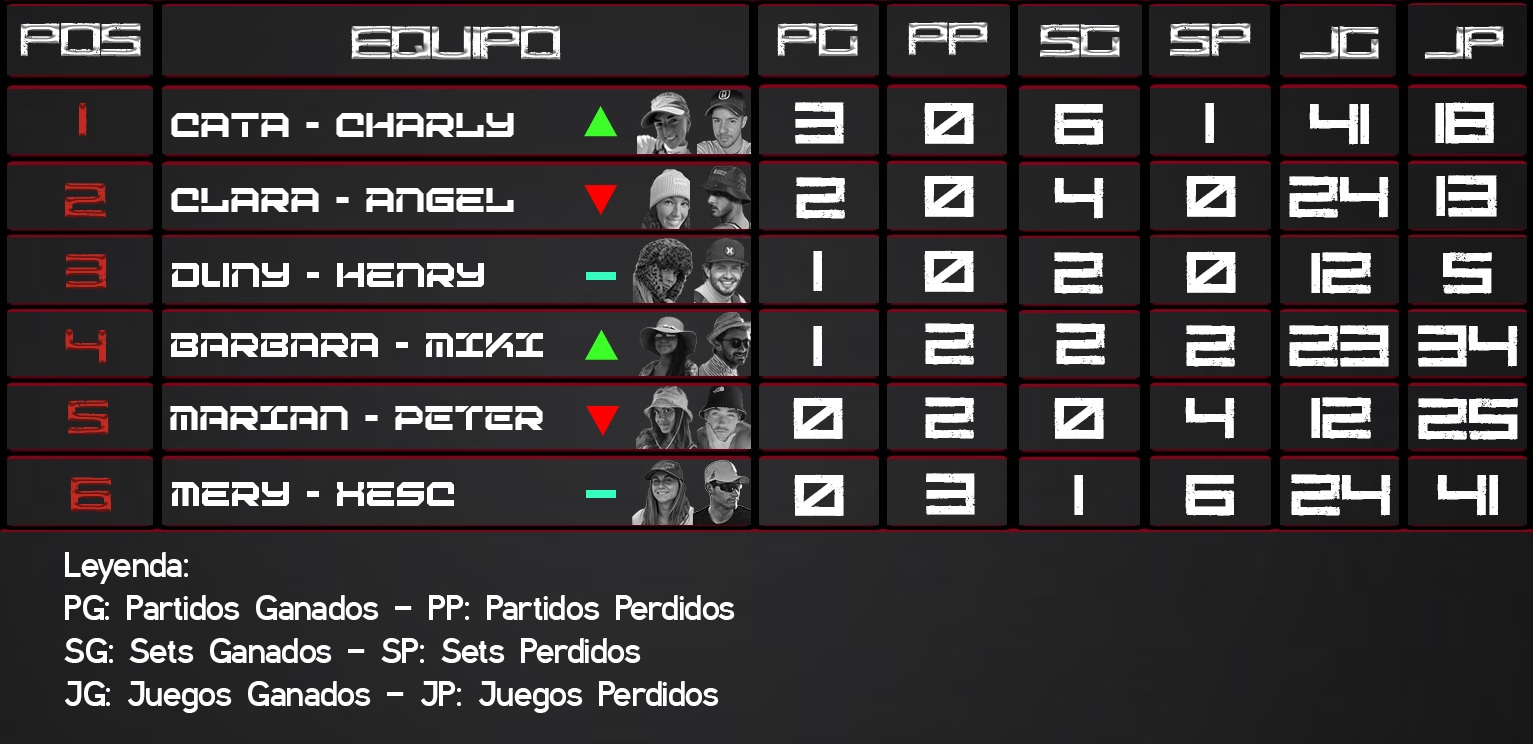 POS EQUIPO PG PP SG SP JG JP
1 CATA - CHARLY 3 0 6 1 41 18
2 CLARA - ANGEL 2 0 4 0 24 13
3 DUNY - HENRY 1 0 2 0 12 5
4 BARBARA - MIKI 1 2 2 2 23 34
5 MARIAN - PETER 0 2 0 4 12 25
6 MERY - XESC 0 3 1 6 24 41
Leyenda:
PG: Partidos Ganados - PP: Partidos Perdidos
SG: Sets Ganados - SP: Sets Perdidos
JG: Juegos Ganados - JP: Juegos Perdidos